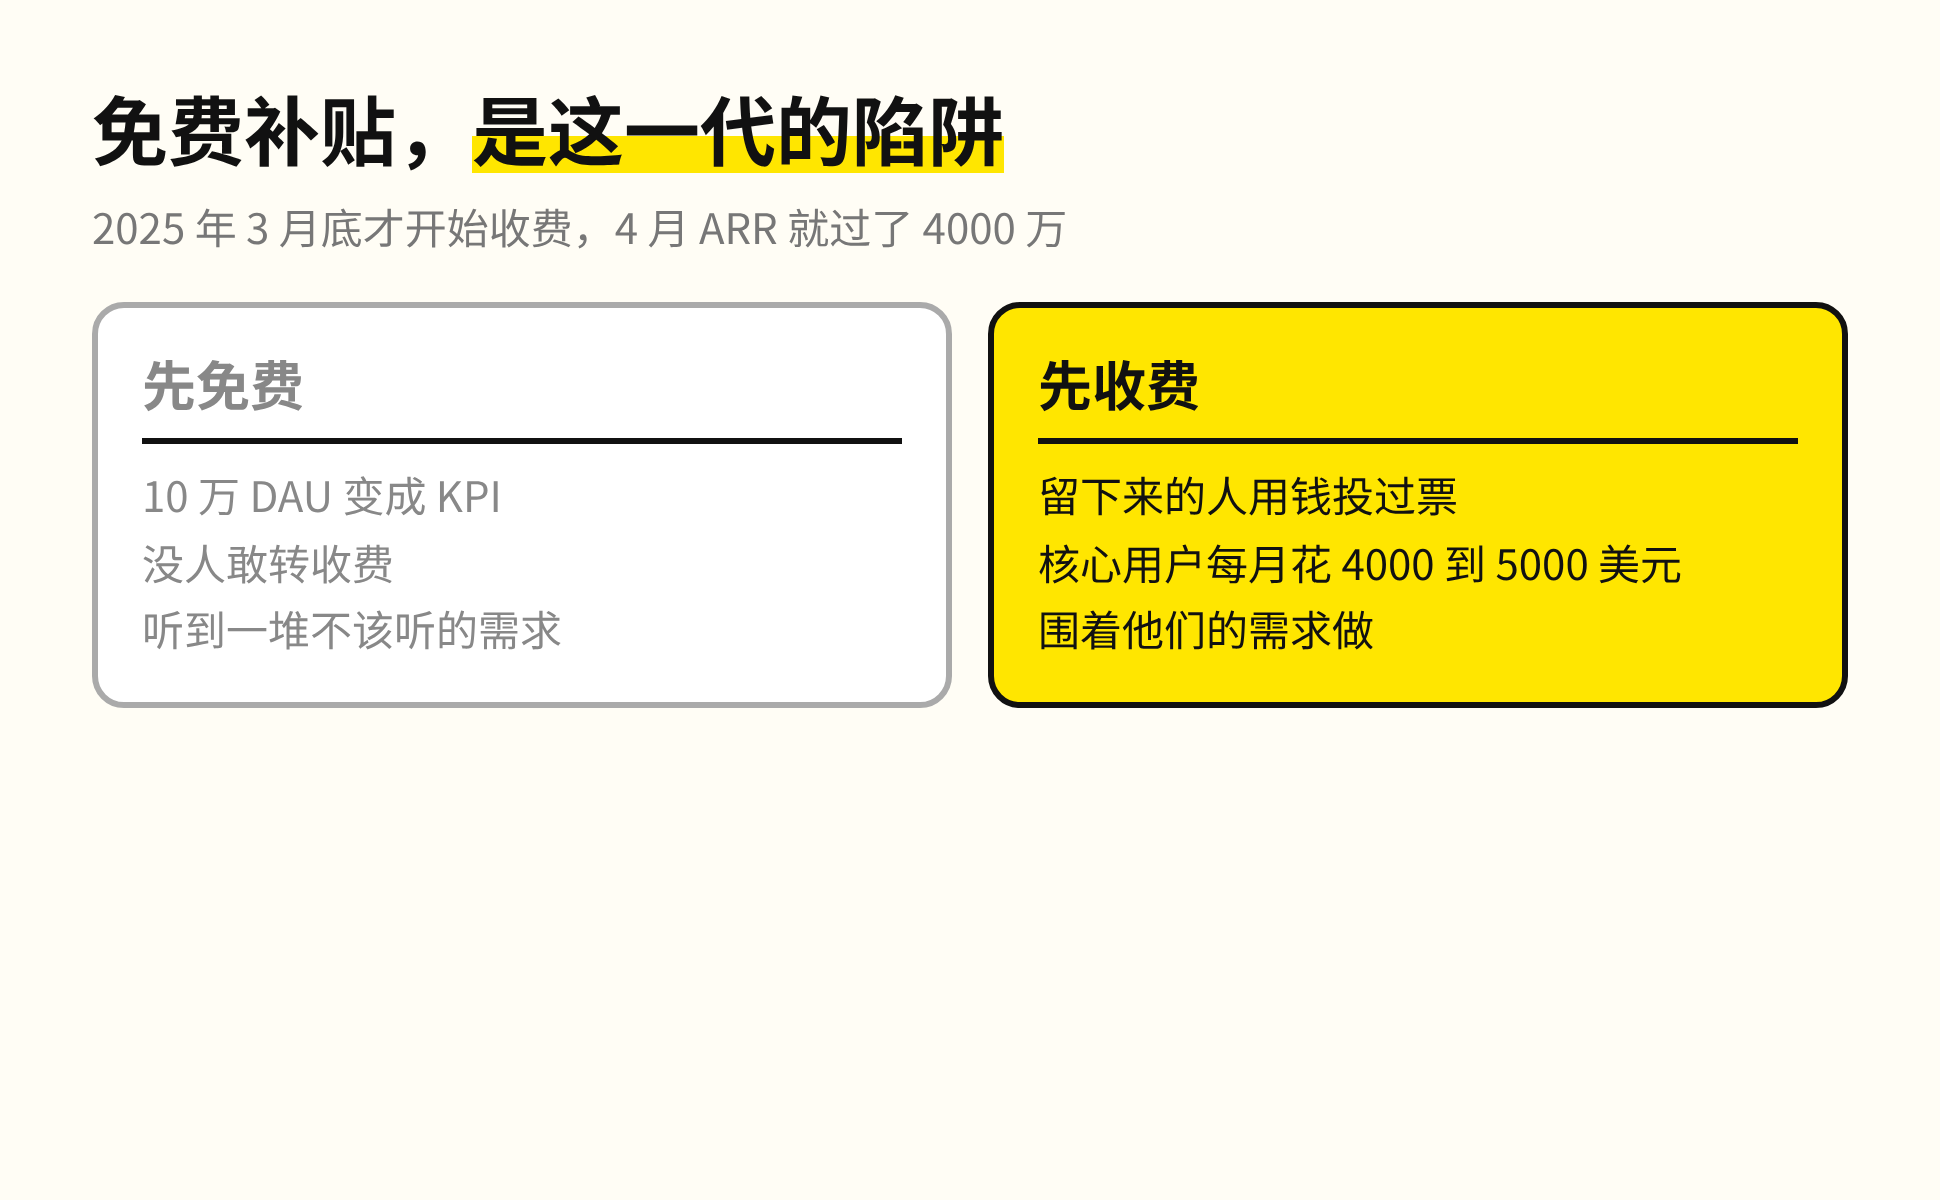 免费补贴，是这一代的陷阱
2025 年 3 月底才开始收费，4 月 ARR 就过了 4000 万
先免费
10 万 DAU 变成 KPI
没人敢转收费
听到一堆不该听的需求
先收费
留下来的人用钱投过票
核心用户每月花 4000 到 5000 美元
围着他们的需求做